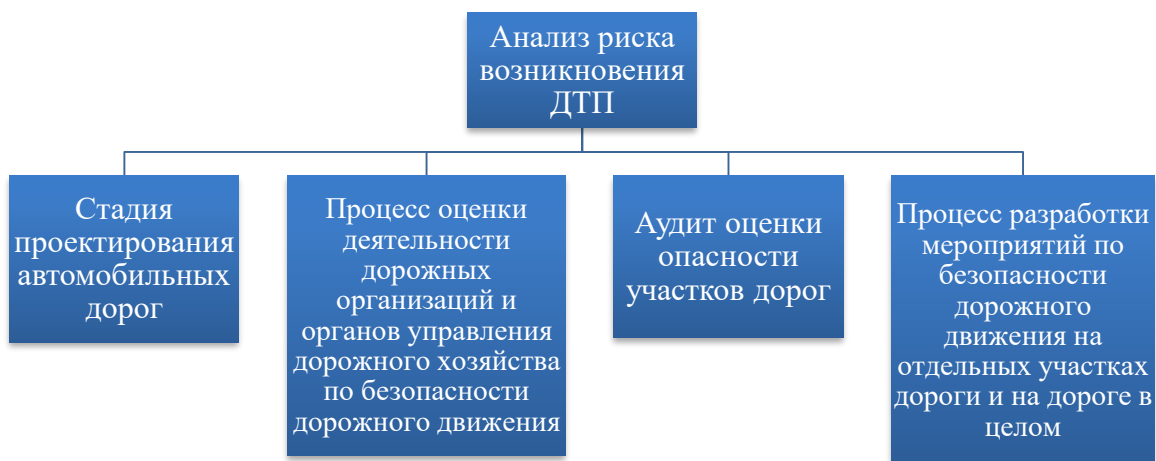 Анализ риска
возникновения
ДТП
Стадия
проектирования
автомобильных
дорог
Процесс оценки
деятельности
дорожных
организаций и
органов управления
дорожного хозяйства
по безопасности
дорожного движения
Аудит оценки
опасности
участков дорог
Процесс разработки
мероприятий по
безопасности
дорожного
движения на
отдельных участках
дороги и на дороге в
целом